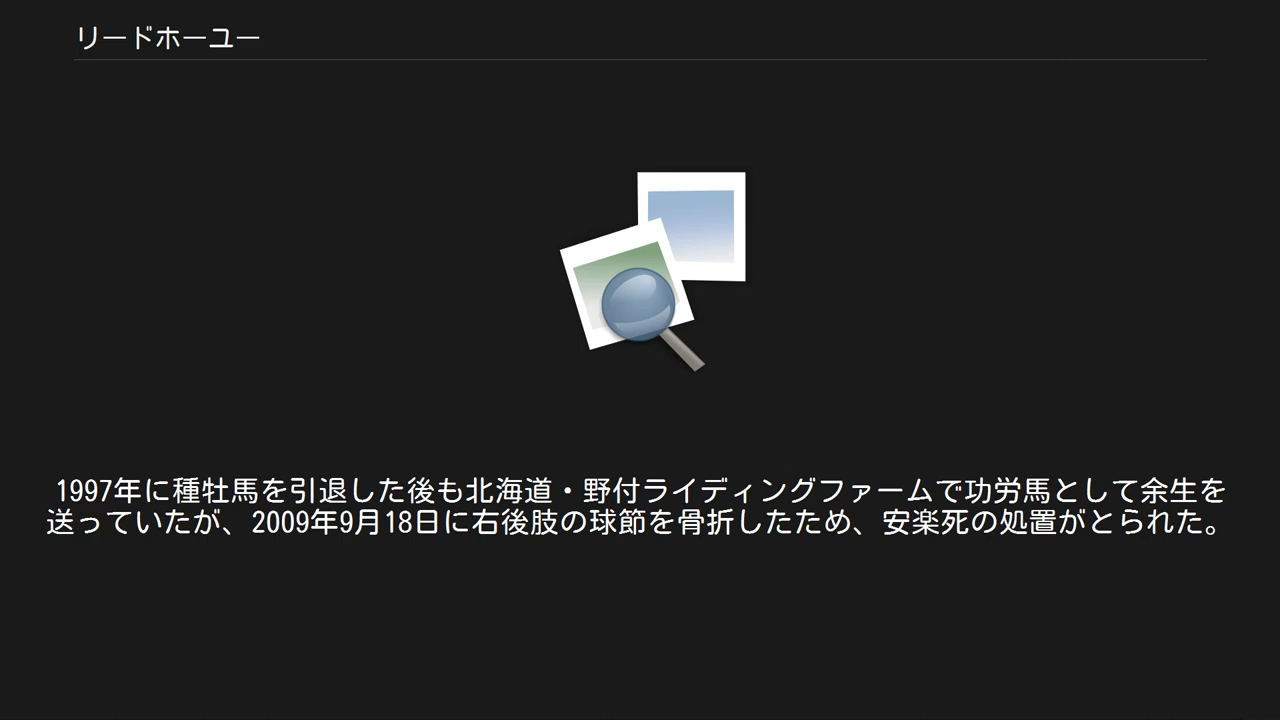 リードホーユー
1997年に種牡馬を引退した後も北海道・野付ライディングファームで功労馬として余生を
送っていたが、2009年9月18日に右後肢の球節を骨折したため、安楽死の処置がとられた。